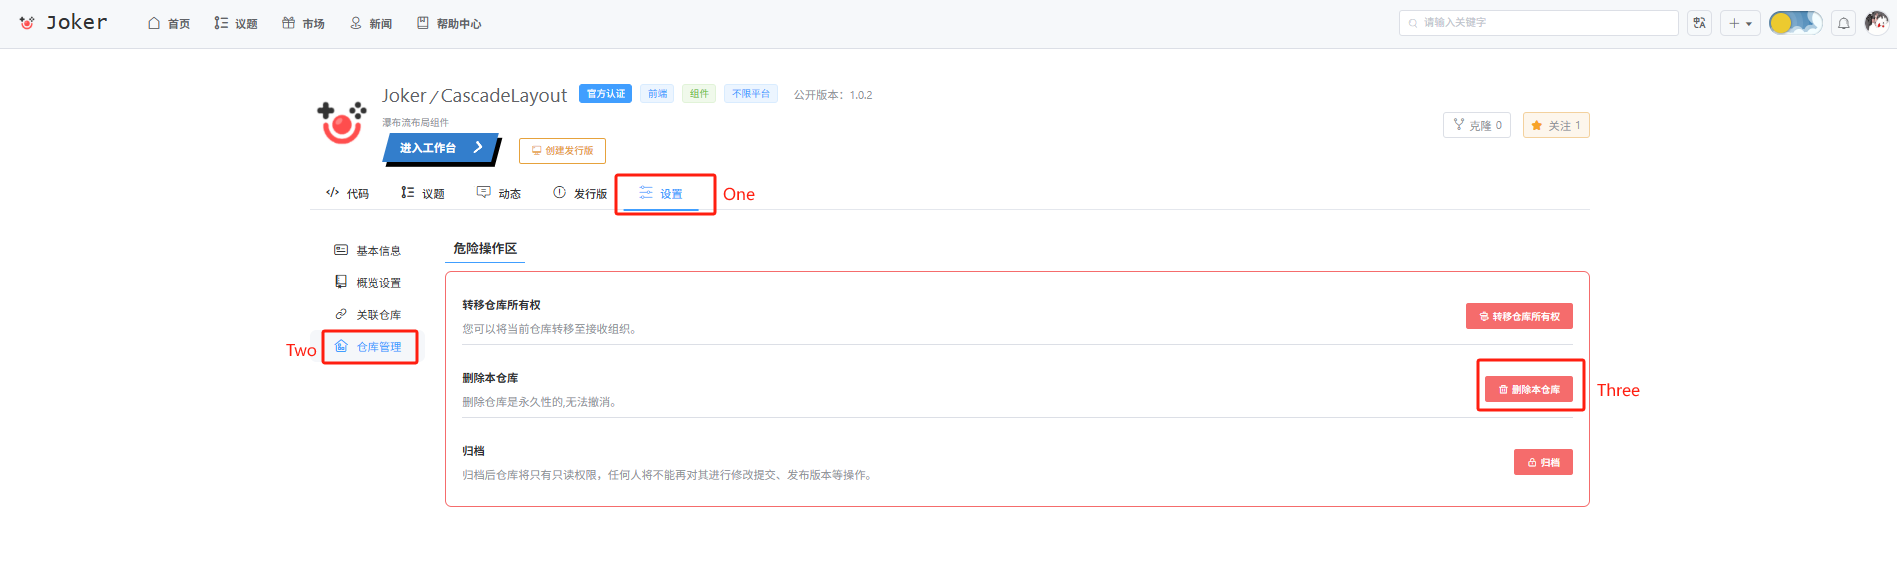 Joker 首页 议题 市场 新闻 帮助中心 请输入关键字
Joker / CascadeLayout 官方认证 前端 组件 不限平台 公开版本：1.0.2
瀑布流布局组件
克隆 0 关注 1
进入工作台 创建发行版
代码 议题 动态 发行版 设置 One
基本信息
概览设置
关联仓库
Two 仓库管理
危险操作区
转移仓库所有权
您可以将当前仓库转移至接收组织。
转移仓库所有权
删除本仓库
删除仓库是永久性的,无法撤消。
删除本仓库 Three
归档
归档后仓库将只有只读权限，任何人将不能再对其进行修改提交、发布版本等操作。
归档